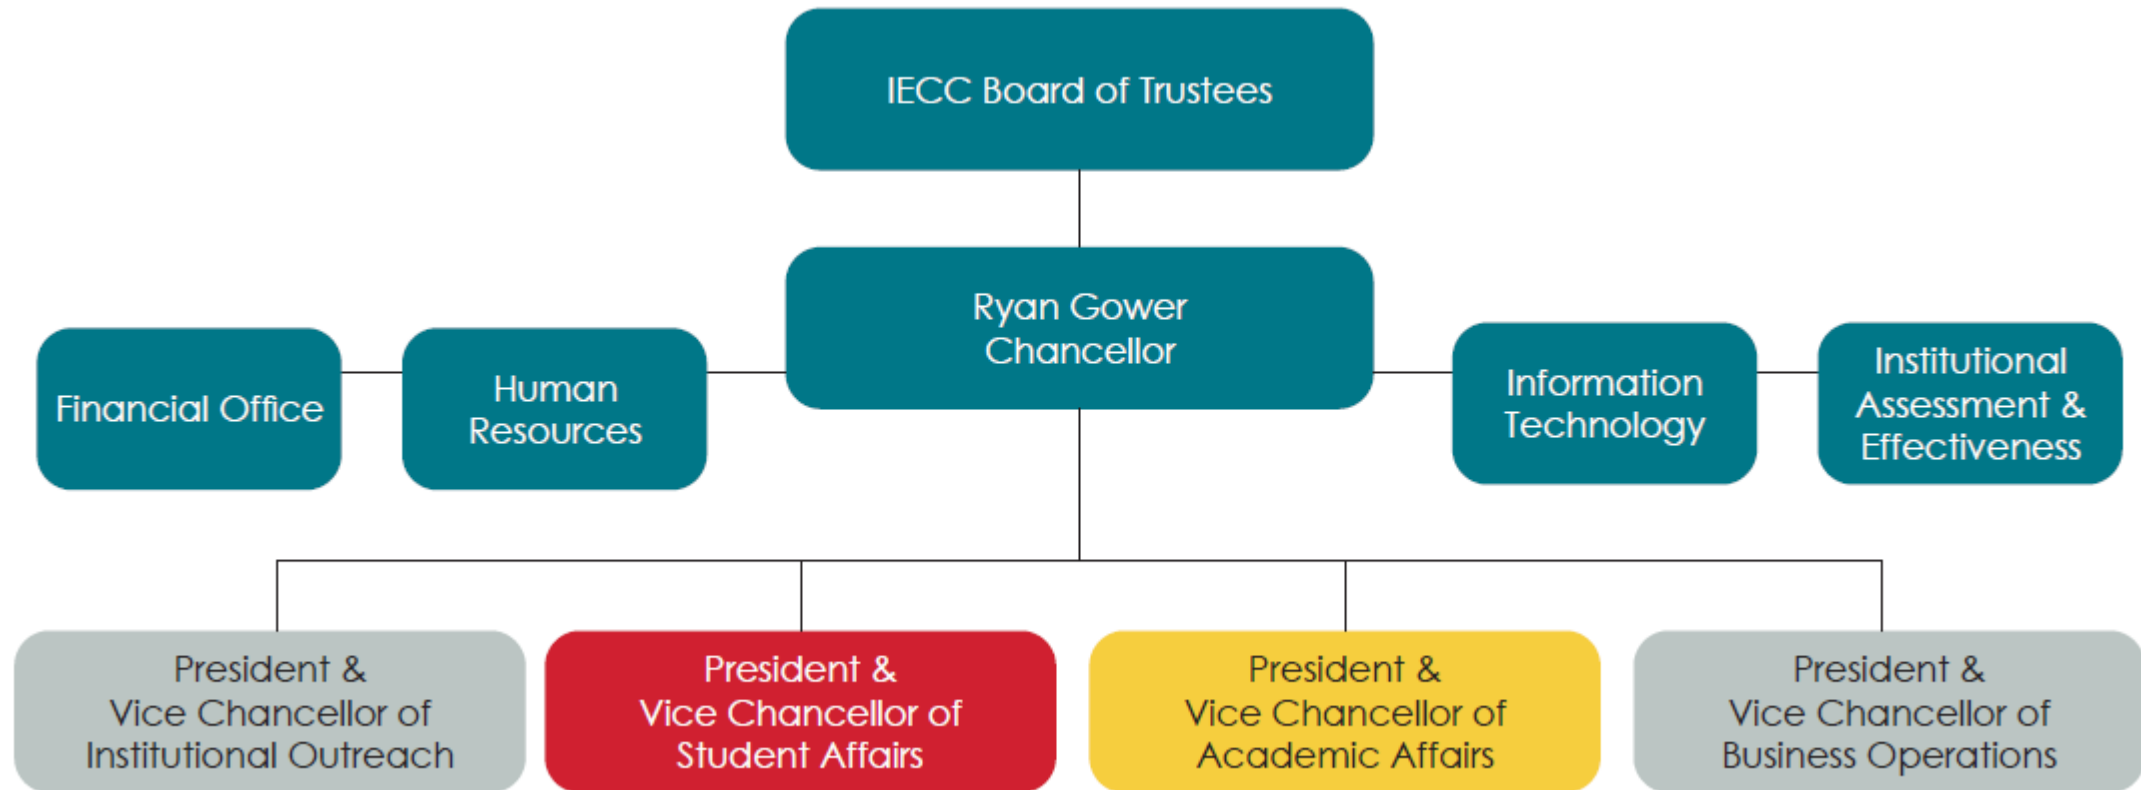 IECC Board of Trustees
Ryan Gower
Chancellor
Financial Office
Human
Resources
Information
Technology
Institutional
Assessment &
Effectiveness
President &
Vice Chancellor of
Institutional Outreach
President &
Vice Chancellor of
Student Affairs
President &
Vice Chancellor of
Academic Affairs
President &
Vice Chancellor of
Business Operations